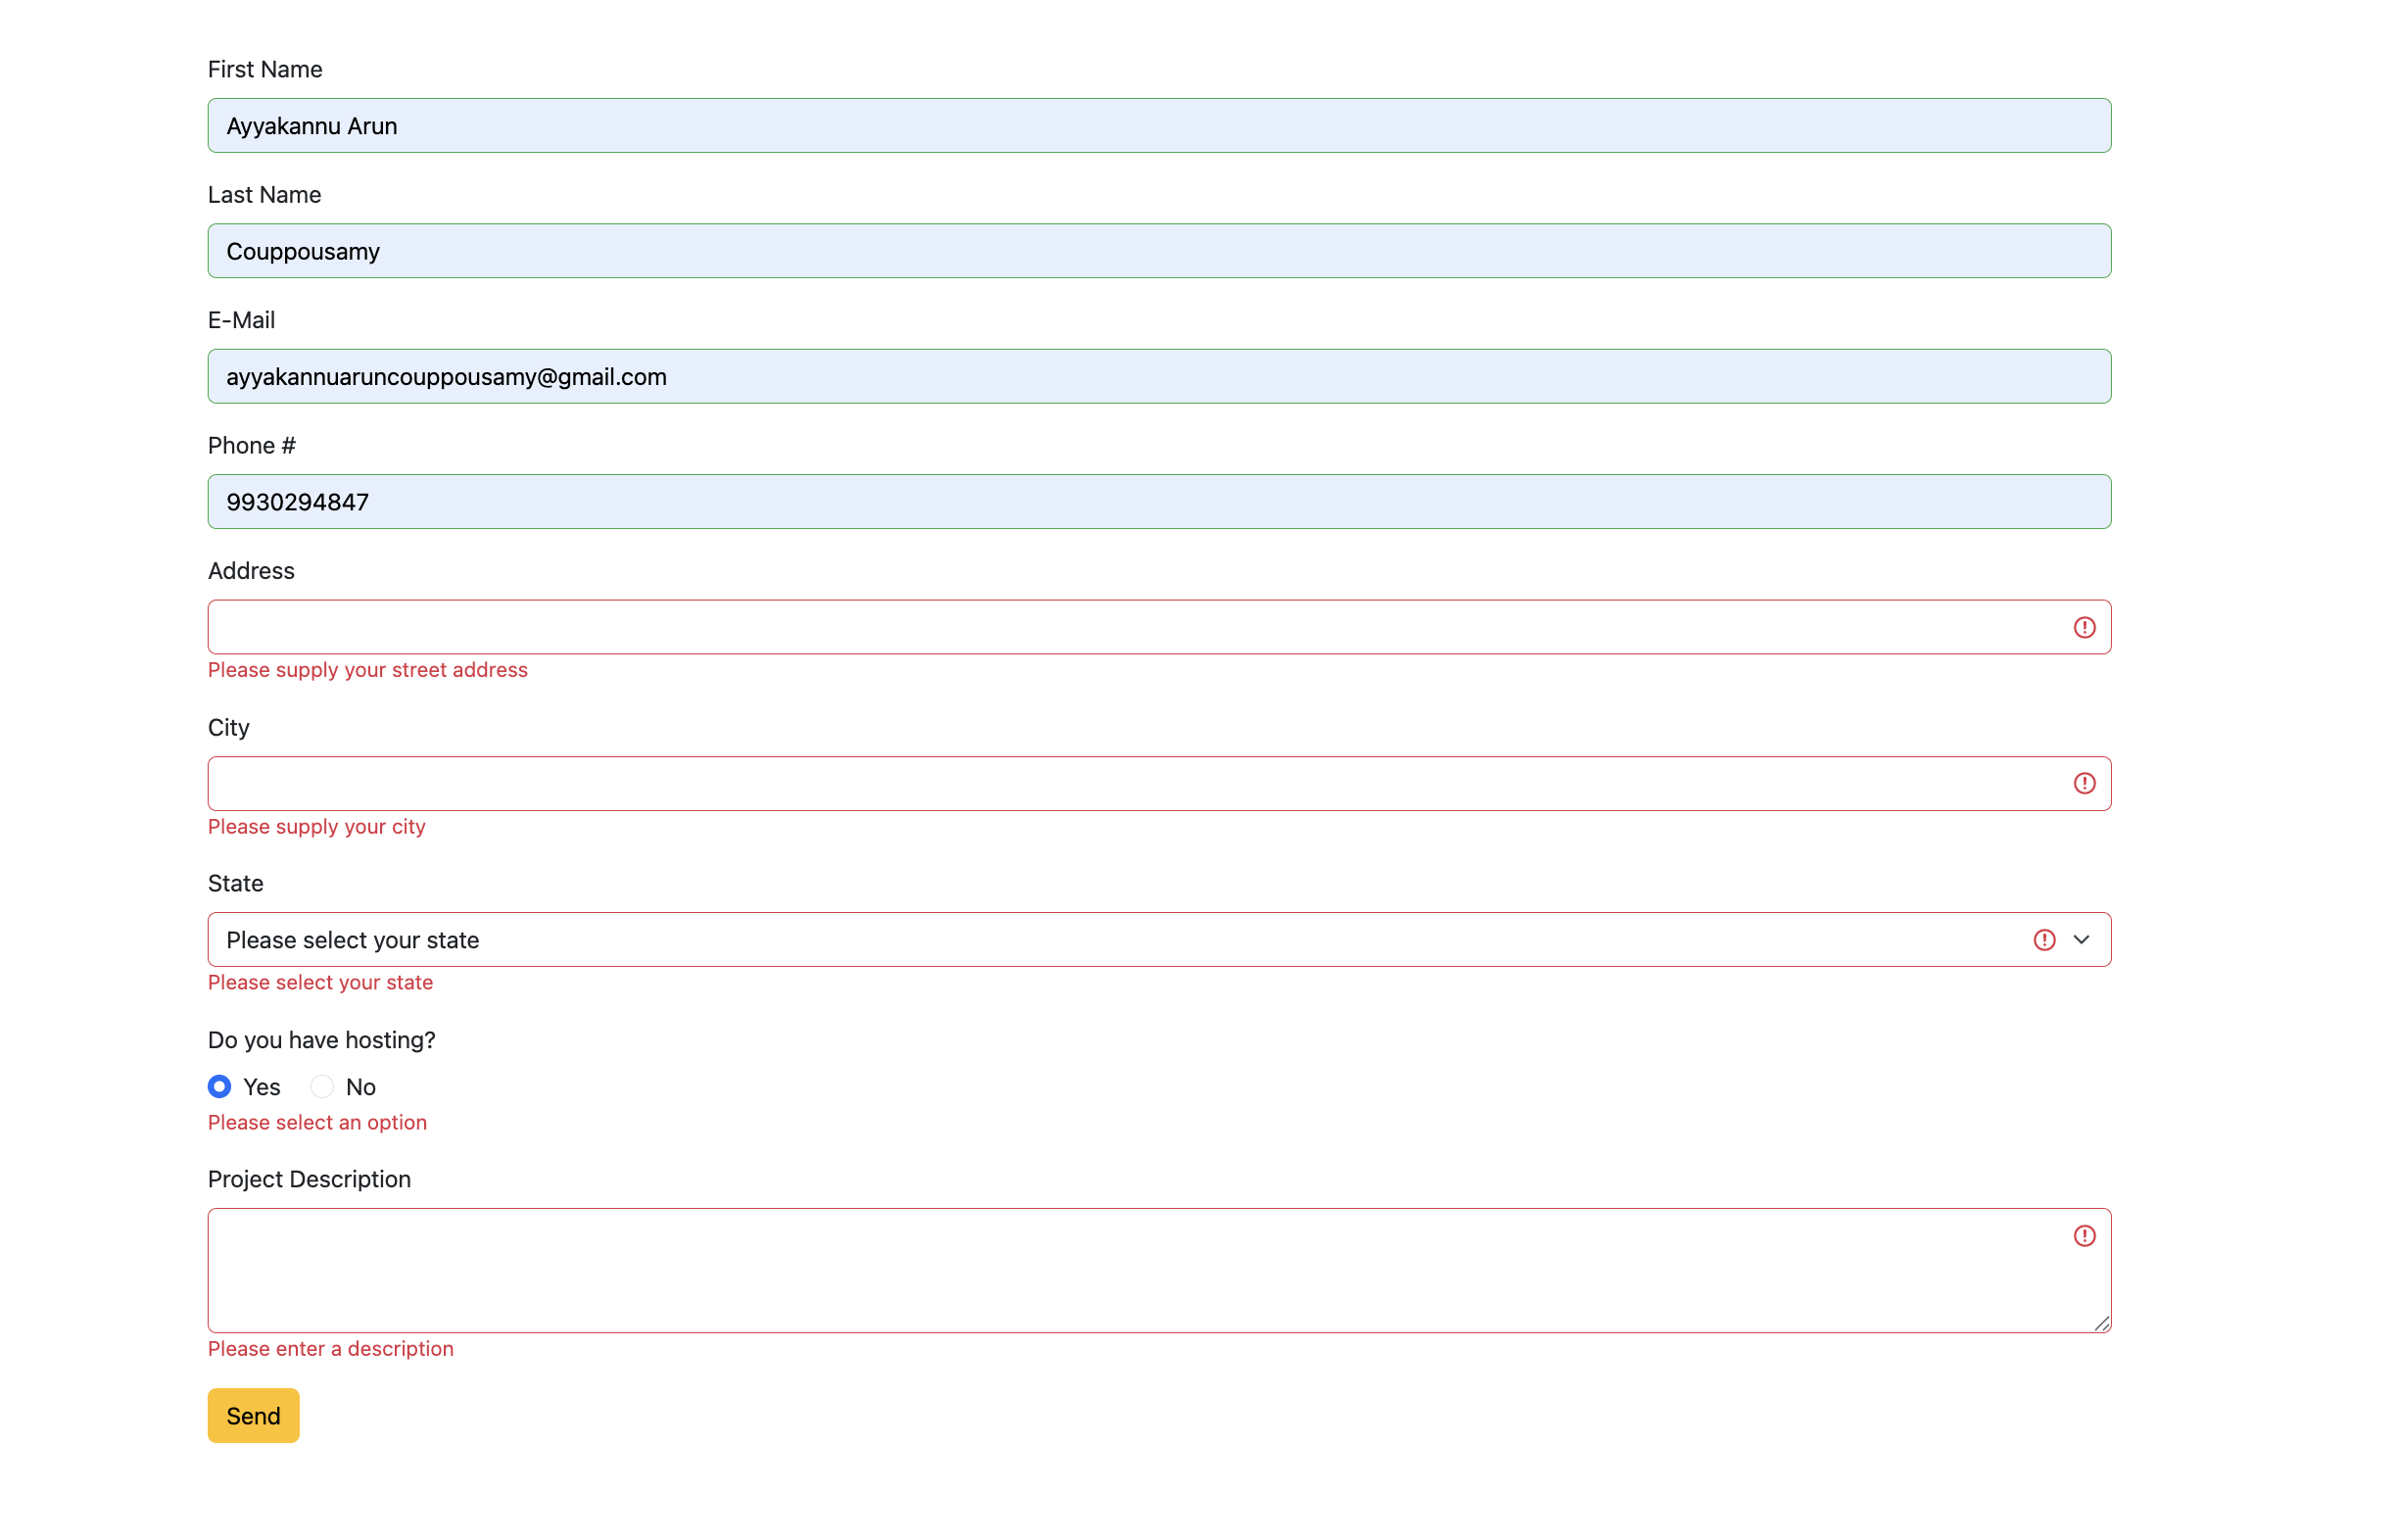 First Name
Ayyakannu Arun
Last Name
Couppousamy
E-Mail
ayyakannuaruncouppousamy@gmail.com
Phone #
9930294847
Address
Please supply your street address
City
Please supply your city
State
Please select your state
Please select your state
Do you have hosting?
Yes No
Please select an option
Project Description
Please enter a description
Send